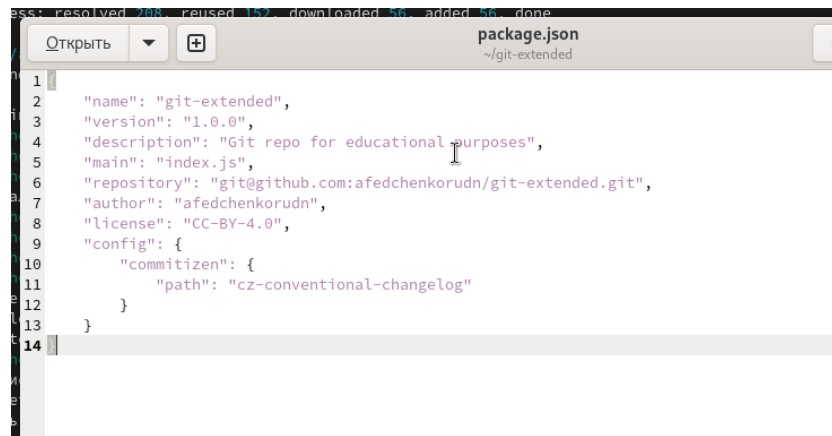 ess: resolved 208, reused 152, downloaded 56, added 56, done
Открыть
package.json
~/git-extended
1 {
2 "name": "git-extended",
3 "version": "1.0.0",
4 "description": "Git repo for educational purposes",
5 "main": "index.js",
6 "repository": "git@github.com:afedchenkorudn/git-extended.git",
7 "author": "afedchenkorudn",
8 "license": "CC-BY-4.0",
9 "config": {
10 "commitizen": {
11 "path": "cz-conventional-changelog"
12 }
13 }
14 }